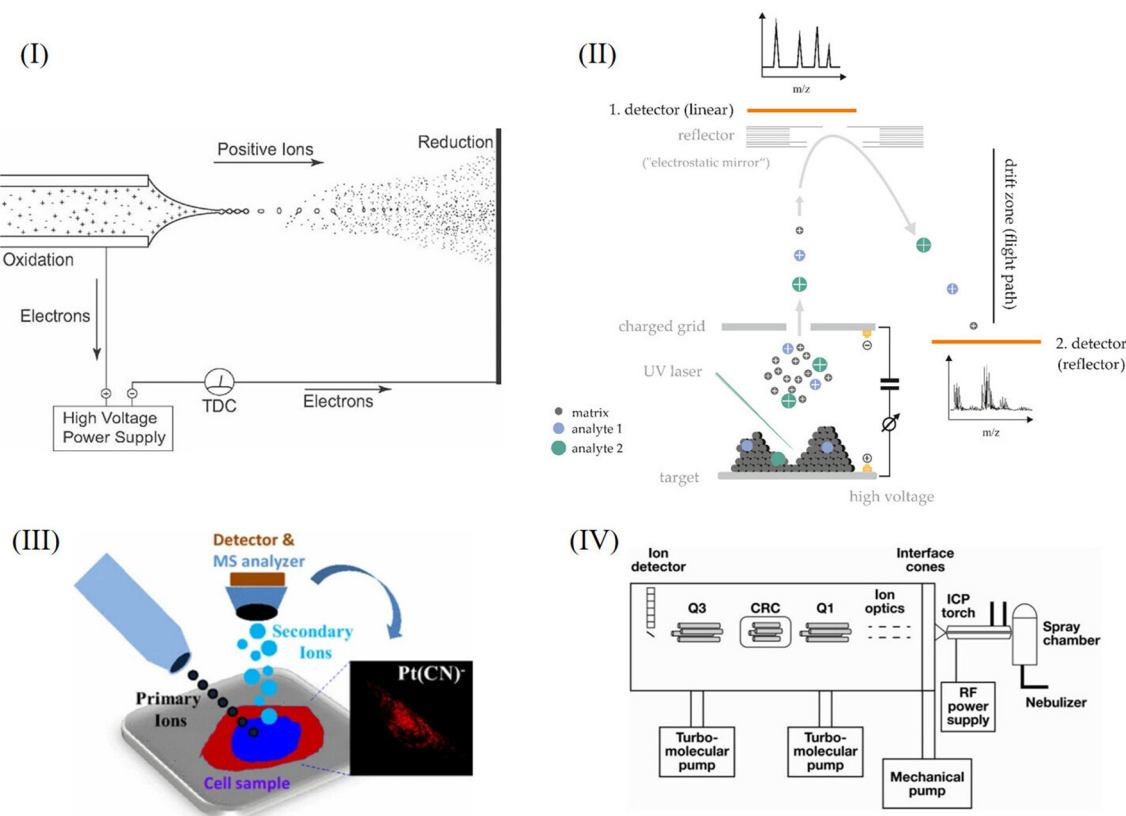 (I)
Positive Ions
Reduction
Oxidation
Electrons
TDC
Electrons
High Voltage
Power Supply
(II)
m/z
1. detector (linear)
reflector
("electrostatic mirror“)
drift zone (flight path)
charged grid
2. detector
(reflector)
UV laser
matrix
analyte 1
analyte 2
m/z
target
high voltage
(III)
Detector &
MS analyzer
Secondary
Ions
Primary
Ions
Pt(CN)-
Cell sample
(IV)
Ion
detector
Interface
cones
Q3
CRC
Q1
Ion
optics
ICP
torch
Spray
chamber
RF
power
supply
Nebulizer
Turbo-
molecular
pump
Turbo-
molecular
pump
Mechanical
pump